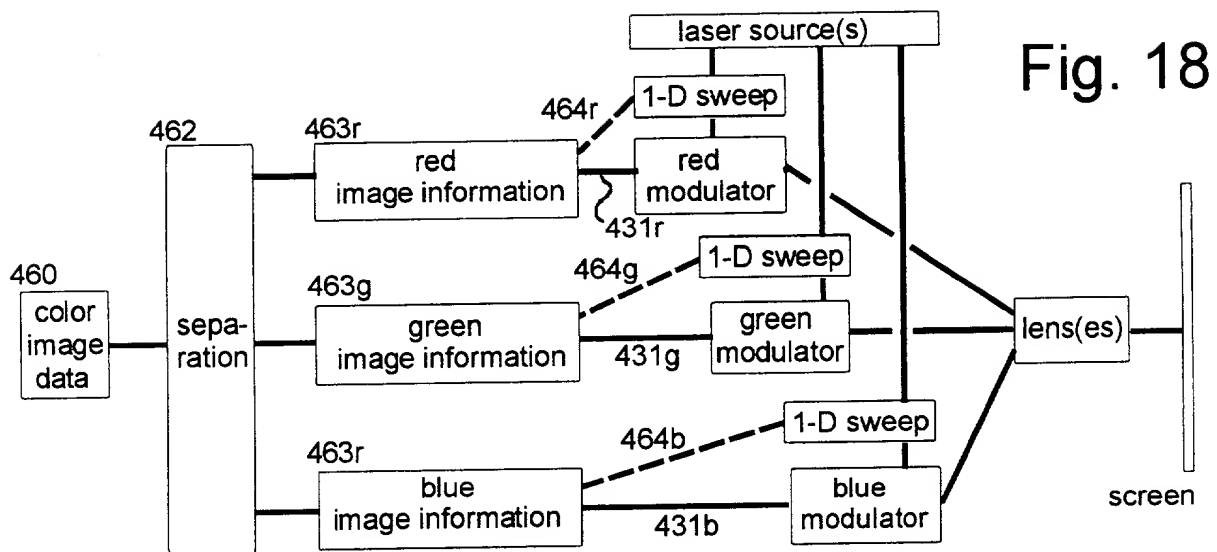 laser source(s)
Fig. 18
1-D sweep
464r
462
463r
red
image information
red
modulator
431r
1-D sweep
464g
460
color
image
data
sepa-
ration
463g
green
image information
431g
green
modulator
lens(es)
1-D sweep
464b
463r
blue
image information
431b
blue
modulator
screen